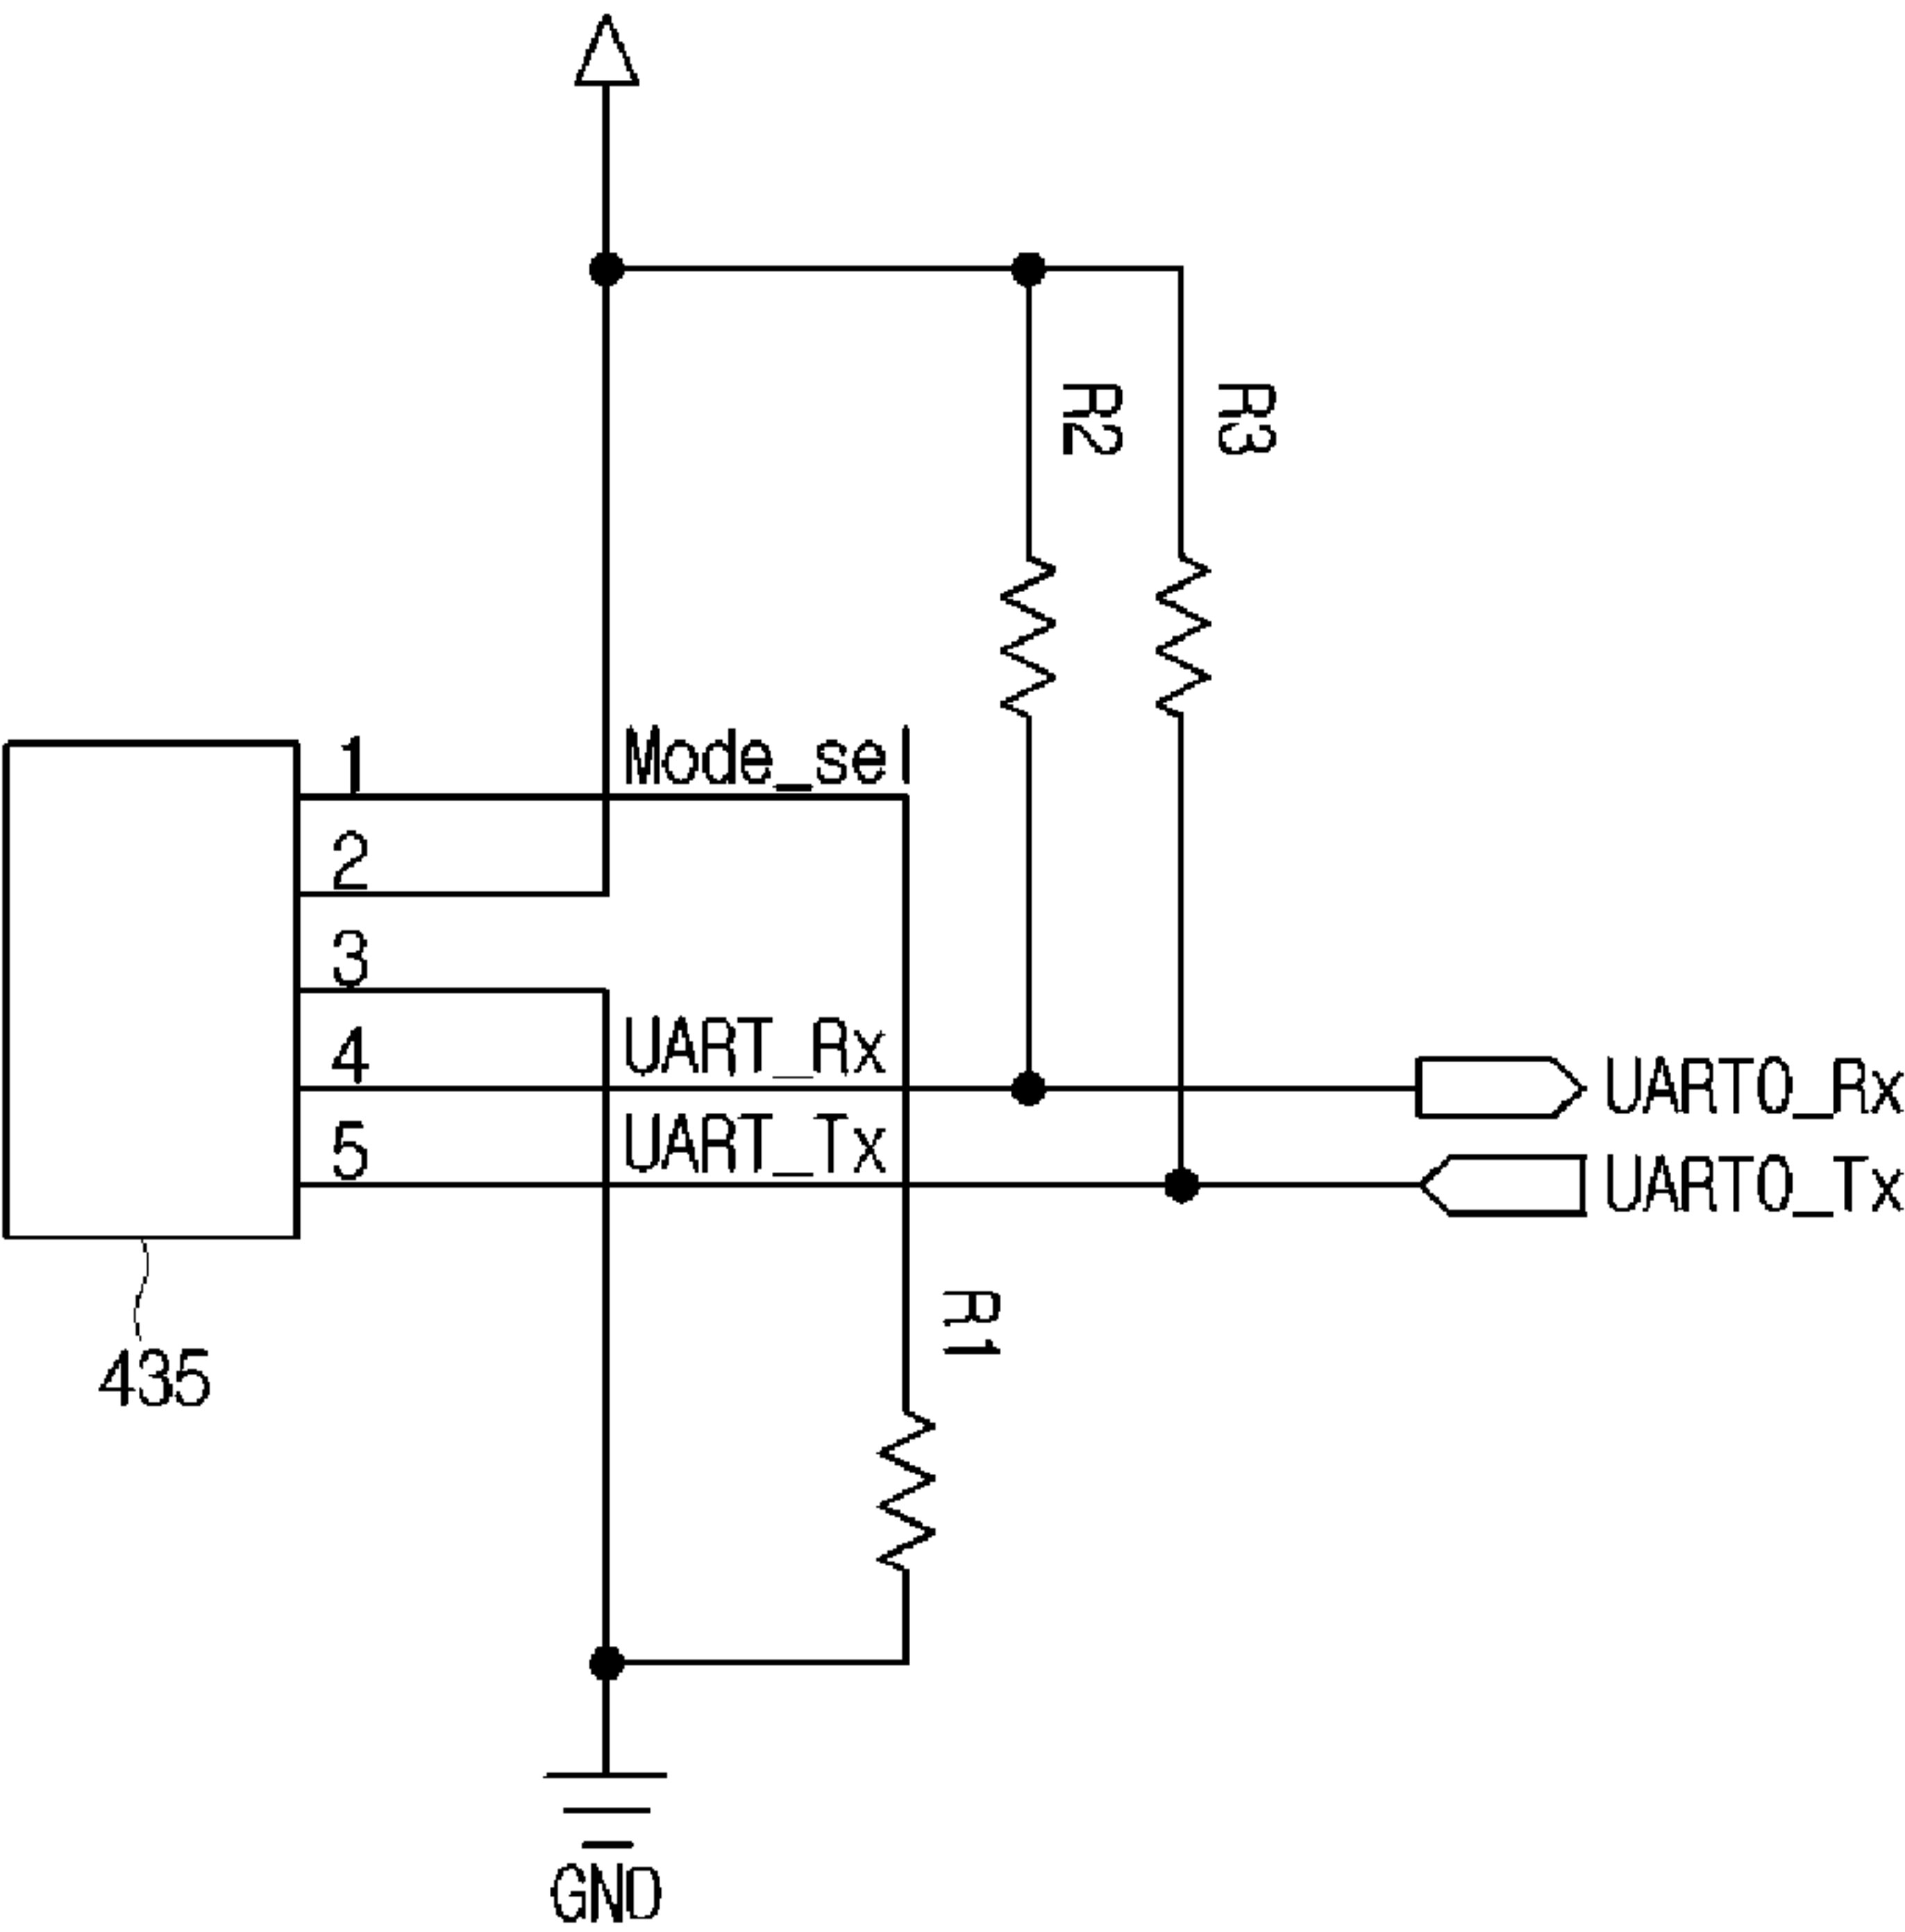 R2
R3
1
Mode_sel
2
3
4
UART_Rx
UART0_Rx
5
UART_Tx
UART0_Tx
R1
435
GND